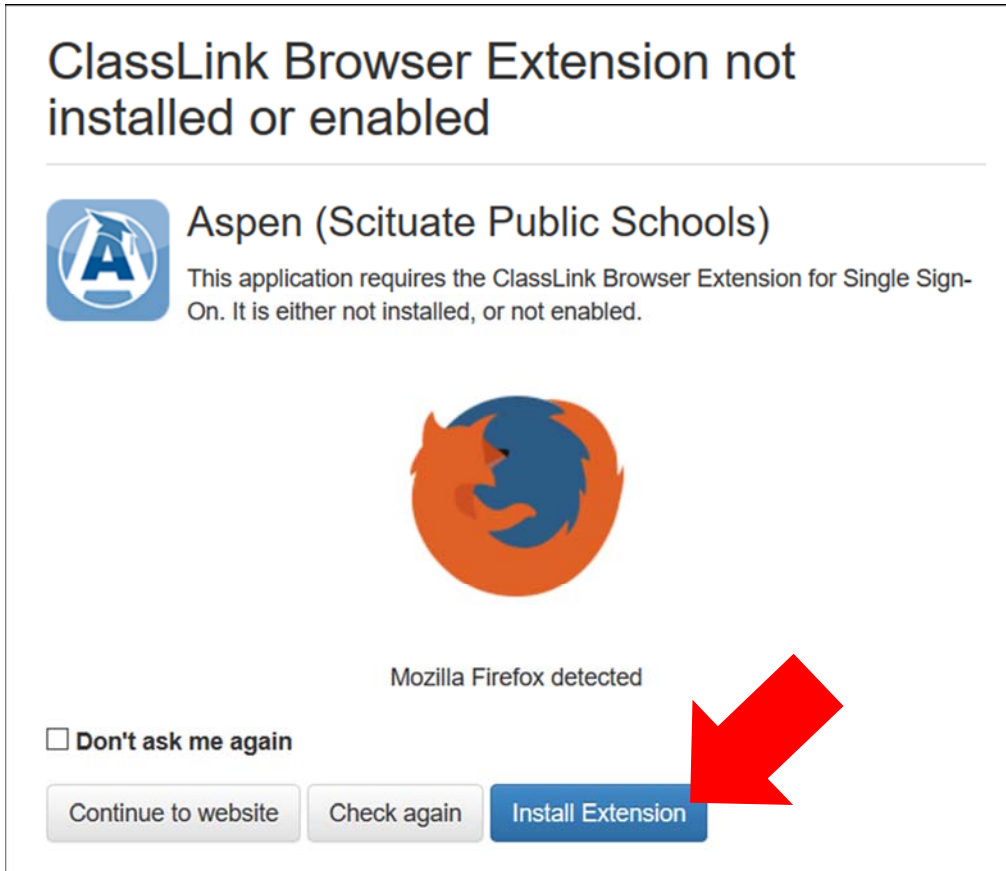 ClassLink Browser Extension not
installed or enabled
A
Aspen (Scituate Public Schools)
This application requires the ClassLink Browser Extension for Single Sign-
On. It is either not installed, or not enabled.
Mozilla Firefox detected
Don't ask me again
Continue to website
Check again
Install Extension